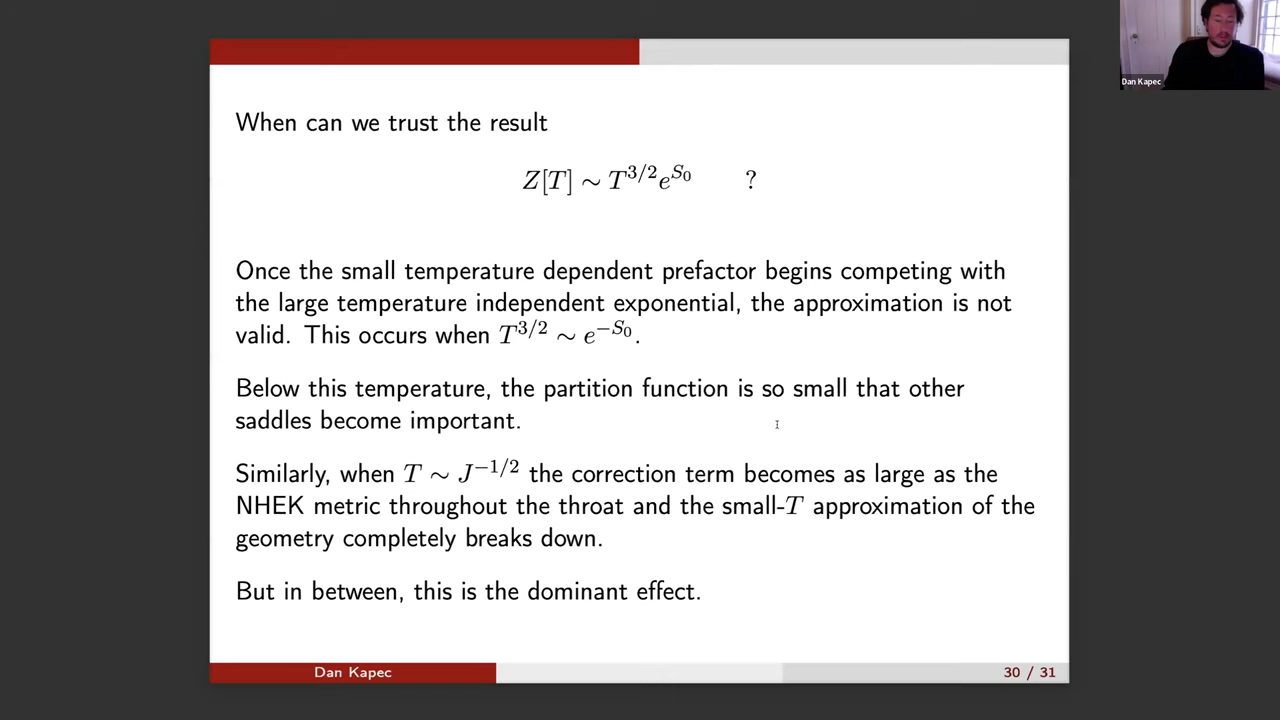 Dan Kapec
When can we trust the result
Z[T] ∼ T^{3/2} e^{S_0} ?
Once the small temperature dependent prefactor begins competing with
the large temperature independent exponential, the approximation is not
valid. This occurs when T^{3/2} ∼ e^{−S_0}.
Below this temperature, the partition function is so small that other
saddles become important.
Similarly, when T ∼ J^{−1/2} the correction term becomes as large as the
NHEK metric throughout the throat and the small-T approximation of the
geometry completely breaks down.
But in between, this is the dominant effect.
Dan Kapec 30 / 31